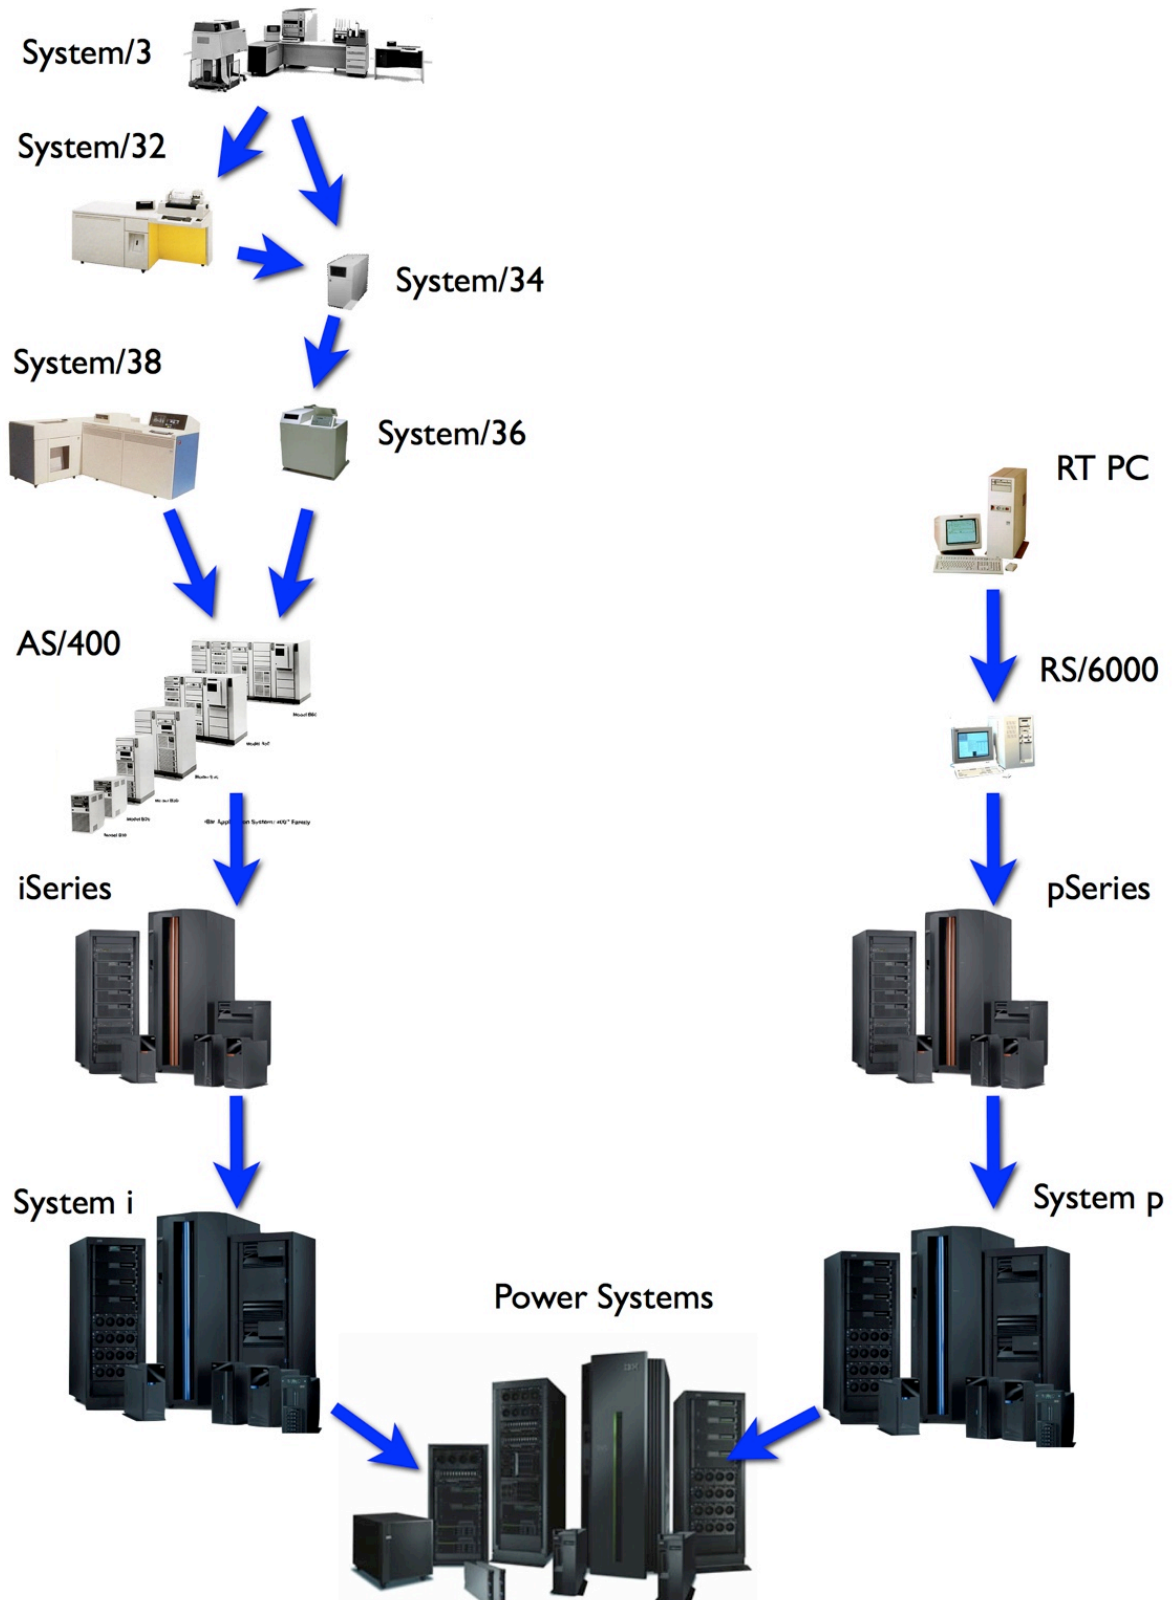 System/3
System/32
System/34
System/38
System/36
RT PC
AS/400
RS/6000
iSeries
pSeries
System i
System p
Power Systems
IBM